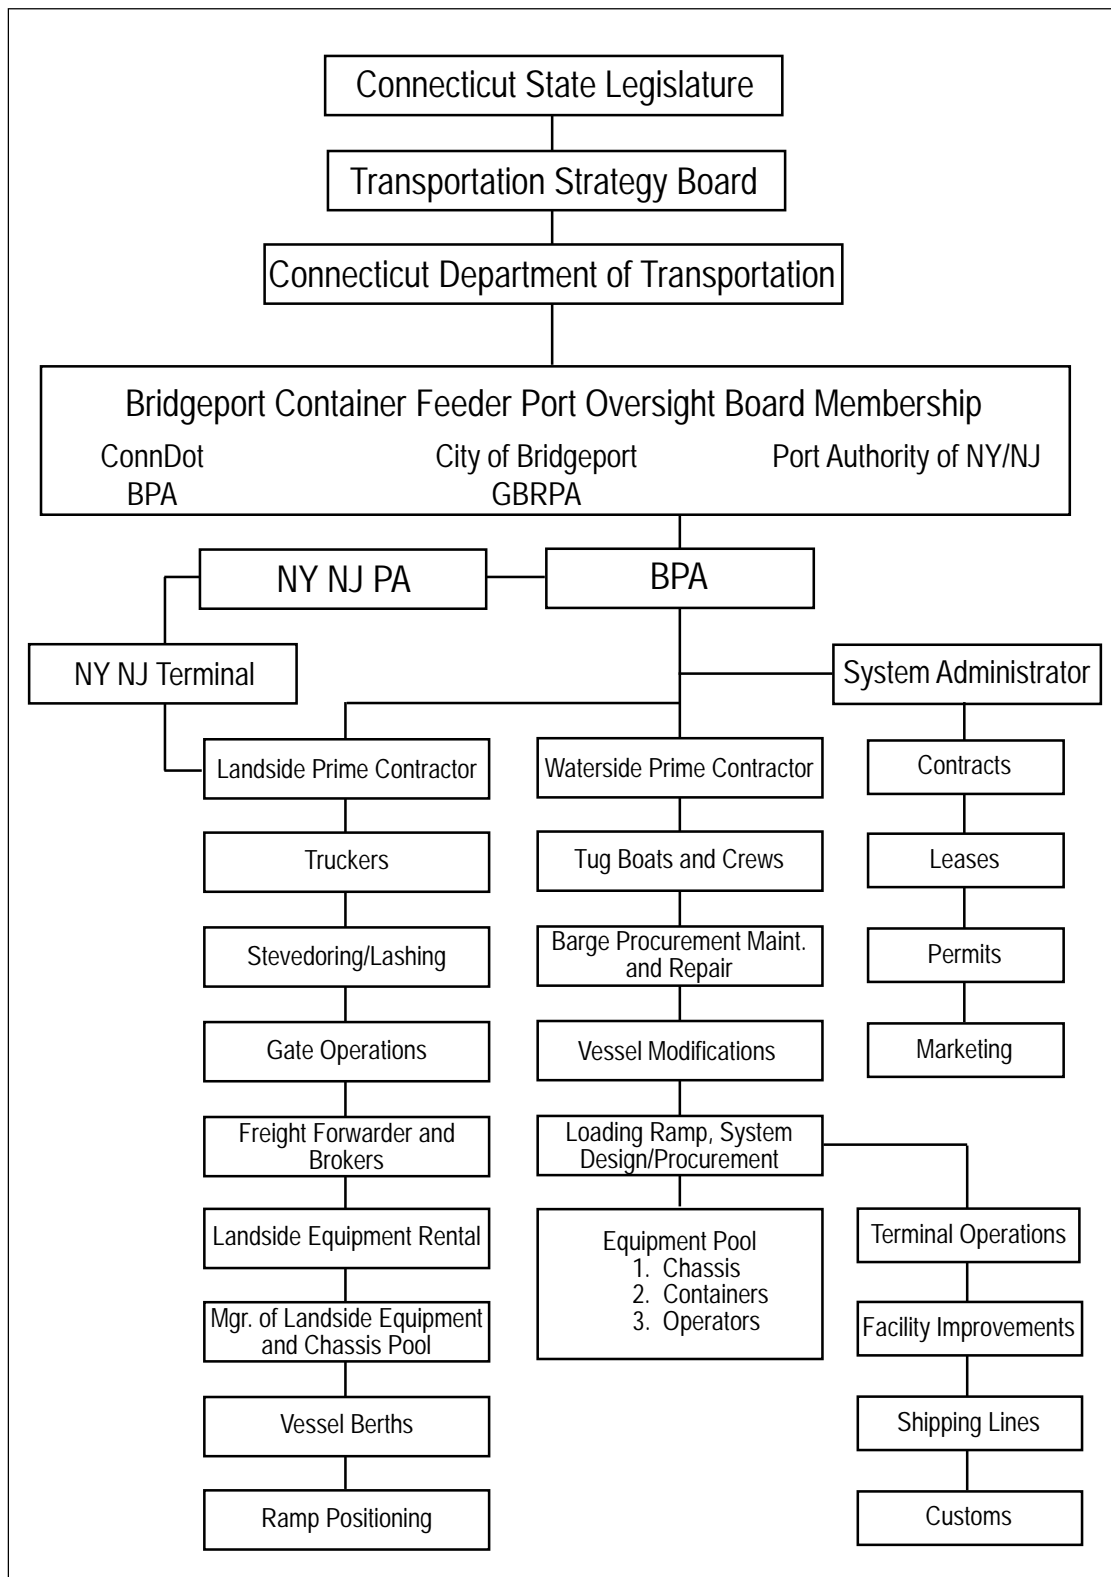 Connecticut State Legislature
Transportation Strategy Board
Connecticut Department of Transportation
Bridgeport Container Feeder Port Oversight Board Membership
ConnDot
BPA
City of Bridgeport
GBRPA
Port Authority of NY/NJ
NY NJ PA
BPA
NY NJ Terminal
System Administrator
Landside Prime Contractor
Truckers
Stevedoring/Lashing
Gate Operations
Freight Forwarder and
Brokers
Landside Equipment Rental
Mgr. of Landside Equipment
and Chassis Pool
Vessel Berths
Ramp Positioning
Waterside Prime Contractor
Tug Boats and Crews
Barge Procurement Maint.
and Repair
Vessel Modifications
Loading Ramp, System
Design/Procurement
Equipment Pool
1. Chassis
2. Containers
3. Operators
Contracts
Leases
Permits
Marketing
Terminal Operations
Facility Improvements
Shipping Lines
Customs